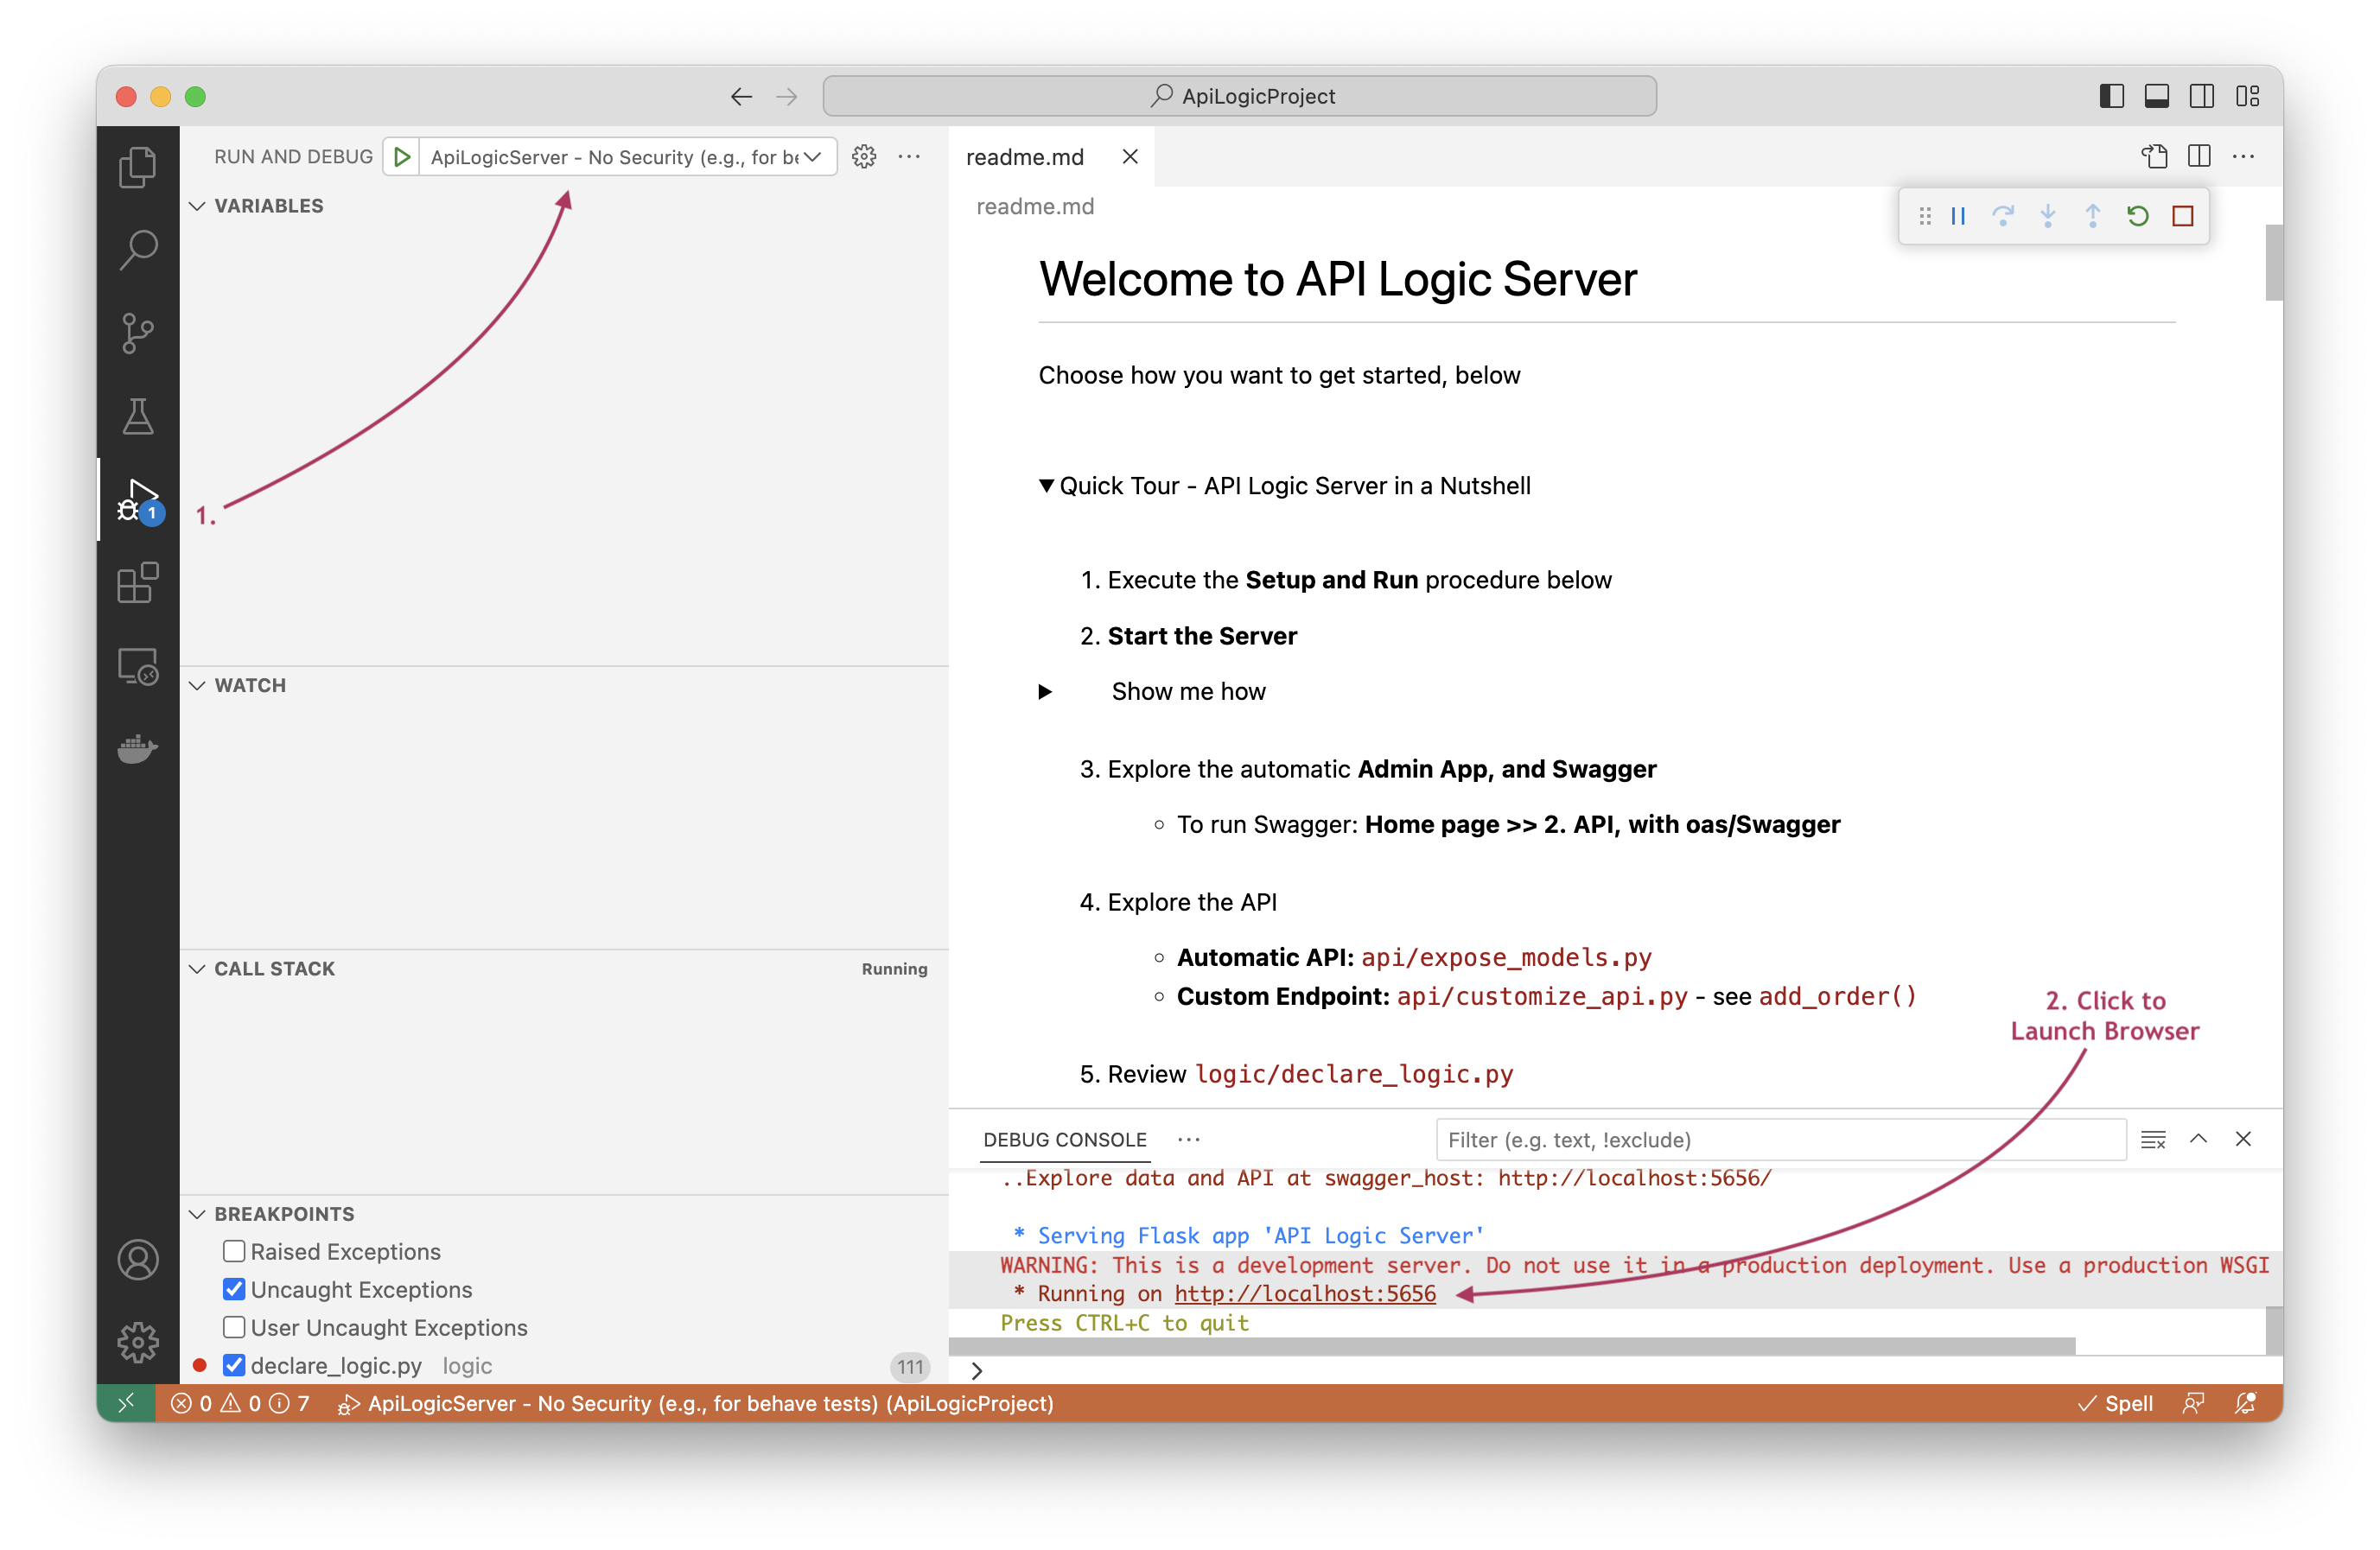 ApiLogicProject
RUN AND DEBUG
ApiLogicServer - No Security (e.g., for be
VARIABLES
1.
1
WATCH
CALL STACK
Running
BREAKPOINTS
Raised Exceptions
Uncaught Exceptions
User Uncaught Exceptions
declare_logic.py logic 111
readme.md
readme.md
Welcome to API Logic Server
Choose how you want to get started, below
Quick Tour - API Logic Server in a Nutshell
1. Execute the Setup and Run procedure below
2. Start the Server
Show me how
3. Explore the automatic Admin App, and Swagger
To run Swagger: Home page >> 2. API, with oas/Swagger
4. Explore the API
Automatic API: api/expose_models.py
Custom Endpoint: api/customize_api.py - see add_order()
5. Review logic/declare_logic.py
2. Click to
Launch Browser
DEBUG CONSOLE
Filter (e.g. text, !exclude)
..Explore data and API at swagger_host: http://localhost:5656/
* Serving Flask app 'API Logic Server'
WARNING: This is a development server. Do not use it in a production deployment. Use a production WSGI
* Running on http://localhost:5656
Press CTRL+C to quit
0 0 7 ApiLogicServer - No Security (e.g., for behave tests) (ApiLogicProject)
Spell